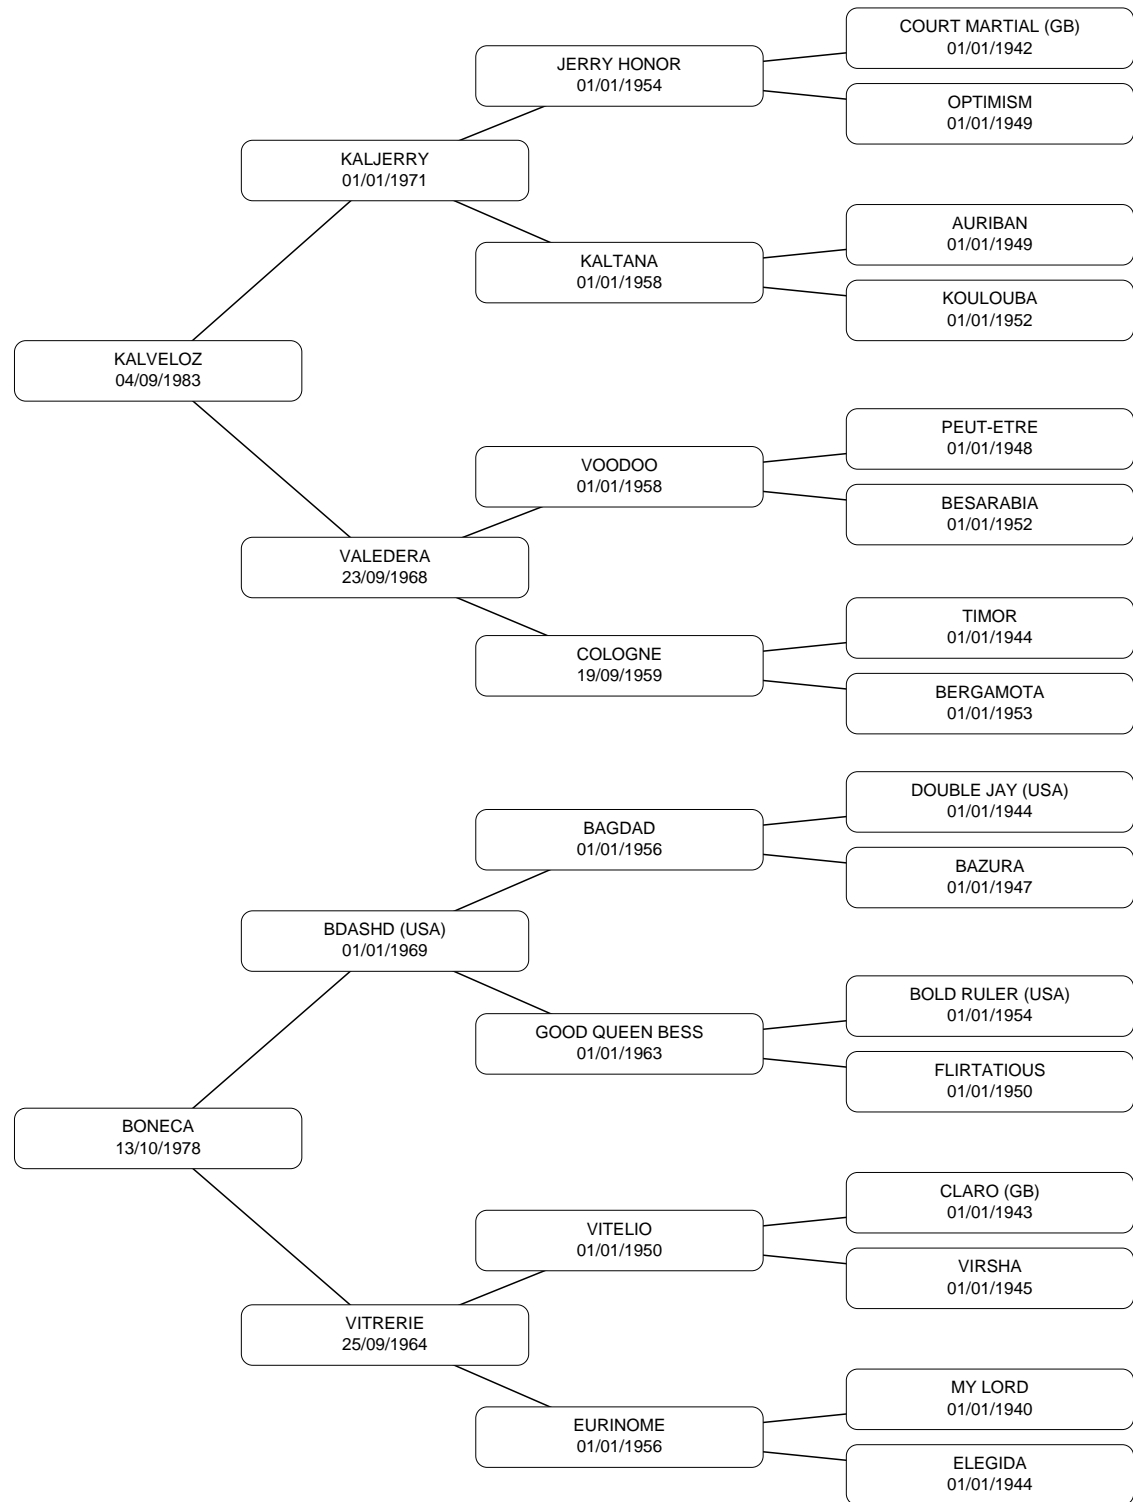 COURT MARTIAL (GB)
01/01/1942
JERRY HONOR
01/01/1954
OPTIMISM
01/01/1949
KALJERRY
01/01/1971
AURIBAN
01/01/1949
KALTANA
01/01/1958
KOULOUBA
01/01/1952
KALVELOZ
04/09/1983
PEUT-ETRE
01/01/1948
VOODOO
01/01/1958
BESARABIA
01/01/1952
VALEDERA
23/09/1968
TIMOR
01/01/1944
COLOGNE
19/09/1959
BERGAMOTA
01/01/1953
DOUBLE JAY (USA)
01/01/1944
BAGDAD
01/01/1956
BAZURA
01/01/1947
BDASHD (USA)
01/01/1969
BOLD RULER (USA)
01/01/1954
GOOD QUEEN BESS
01/01/1963
FLIRTATIOUS
01/01/1950
BONECA
13/10/1978
CLARO (GB)
01/01/1943
VITELIO
01/01/1950
VIRSHA
01/01/1945
VITRERIE
25/09/1964
MY LORD
01/01/1940
EURINOME
01/01/1956
ELEGIDA
01/01/1944